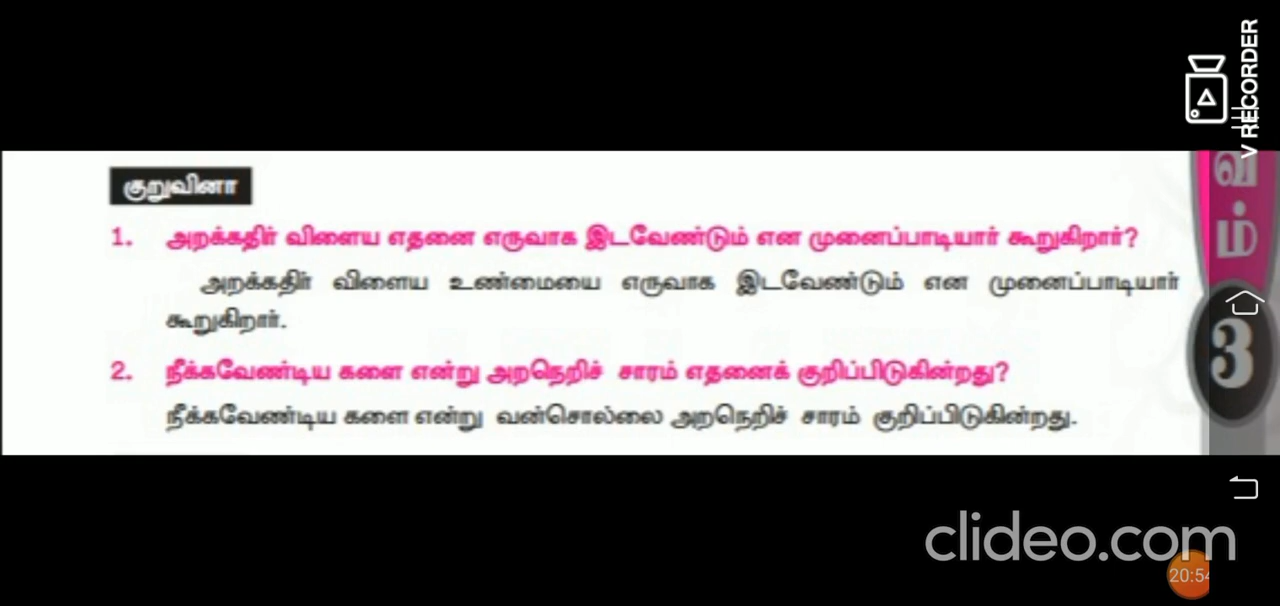 குறுவினா
1. அறக்கதிர் விளைய எதனை எருவாக இடவேண்டும் என முனைப்பாடியார் கூறுகிறார்?
அறக்கதிர் விளைய உண்மையை எருவாக இடவேண்டும் என முனைப்பாடியார்
கூறுகிறார்.
2. நீக்கவேண்டிய களை என்று அறநெறிச் சாரம் எதனைக் குறிப்பிடுகின்றது?
நீக்கவேண்டிய களை என்று வன்சொல்லை அறநெறிச் சாரம் குறிப்பிடுகின்றது.
V RECORDER
வ
ம்
3
clideo.com
20:54